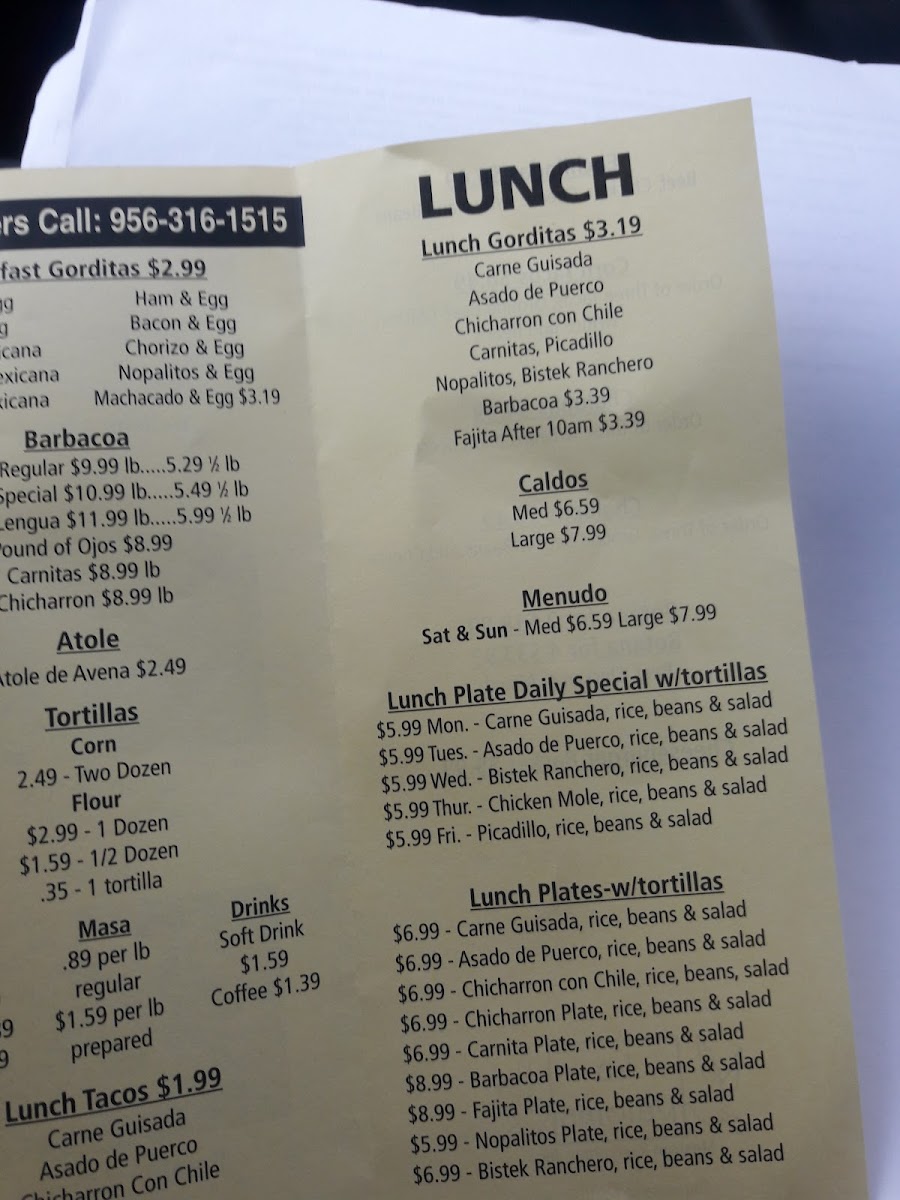 ers Call: 956-316-1515
fast Gorditas $2.99
gg Ham & Egg
g Bacon & Egg
icana Chorizo & Egg
exicana Nopalitos & Egg
xicana Machacado & Egg $3.19
Barbacoa
Regular $9.99 lb.....5.29 ½ lb
Special $10.99 lb.....5.49 ½ lb
Lengua $11.99 lb.....5.99 ½ lb
Pound of Ojos $8.99
Carnitas $8.99 lb
Chicharron $8.99 lb
Atole
Atole de Avena $2.49
Tortillas
Corn
2.49 - Two Dozen
Flour
$2.99 - 1 Dozen
$1.59 - 1/2 Dozen
.35 - 1 tortilla
Masa
.89 per lb
regular
$1.59 per lb
prepared
Drinks
Soft Drink
$1.59
Coffee $1.39
Lunch Tacos $1.99
Carne Guisada
Asado de Puerco
Chicharron Con Chile
LUNCH
Lunch Gorditas $3.19
Carne Guisada
Asado de Puerco
Chicharron con Chile
Carnitas, Picadillo
Nopalitos, Bistek Ranchero
Barbacoa $3.39
Fajita After 10am $3.39
Caldos
Med $6.59
Large $7.99
Menudo
Sat & Sun - Med $6.59 Large $7.99
Lunch Plate Daily Special w/tortillas
$5.99 Mon. - Carne Guisada, rice, beans & salad
$5.99 Tues. - Asado de Puerco, rice, beans & salad
$5.99 Wed. - Bistek Ranchero, rice, beans & salad
$5.99 Thur. - Chicken Mole, rice, beans & salad
$5.99 Fri. - Picadillo, rice, beans & salad
Lunch Plates-w/tortillas
$6.99 - Carne Guisada, rice, beans & salad
$6.99 - Asado de Puerco, rice, beans & salad
$6.99 - Chicharron con Chile, rice, beans, salad
$6.99 - Chicharron Plate, rice, beans & salad
$6.99 - Carnita Plate, rice, beans & salad
$8.99 - Barbacoa Plate, rice, beans & salad
$8.99 - Fajita Plate, rice, beans & salad
$5.99 - Nopalitos Plate, rice, beans & salad
$6.99 - Bistek Ranchero, rice, beans & salad